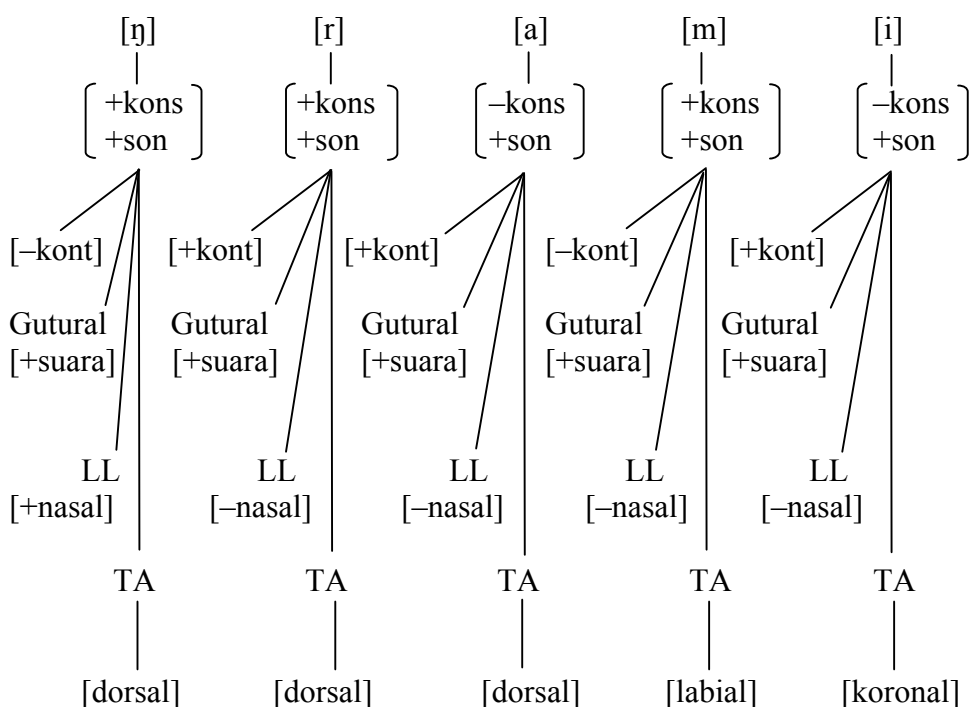 [ŋ] [r] [a] [m] [i]
+kons +kons –kons +kons –kons
+son +son +son +son +son
[–kont] [+kont] [+kont] [–kont] [+kont]
Gutural Gutural Gutural Gutural Gutural
[+suara] [+suara] [+suara] [+suara] [+suara]
LL LL LL LL LL
[+nasal] [–nasal] [–nasal] [–nasal] [–nasal]
TA TA TA TA TA
[dorsal] [dorsal] [dorsal] [labial] [koronal]